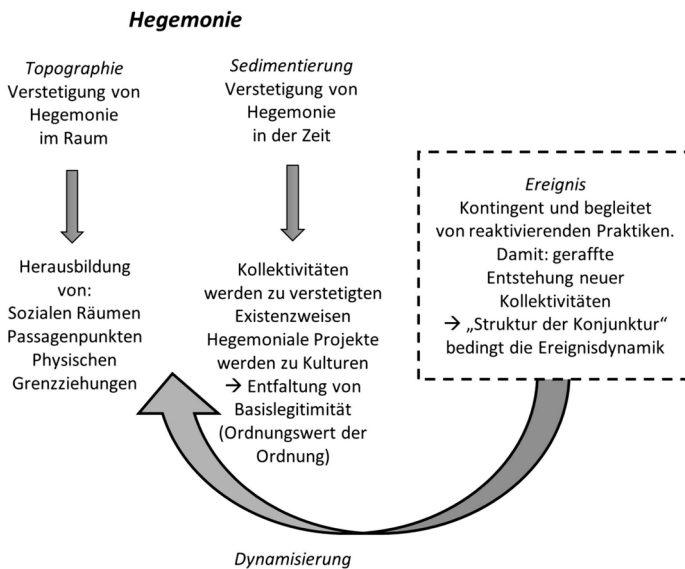 Hegemonie
Topographie
Verstetigung von
Hegemonie
im Raum
Sedimentierung
Verstetigung von
Hegemonie
in der Zeit
Herausbildung
von:
Sozialen Räumen
Passagenpunkten
Physischen
Grenzziehungen
Kollektivitäten
werden zu verstetigten
Existenzweisen
Hegemoniale Projekte
werden zu Kulturen
→ Entfaltung von
Basislegitimität
(Ordnungswert der
Ordnung)
Ereignis
Kontingent und begleitet
von reaktivierenden Praktiken.
Damit: geraffte
Entstehung neuer
Kollektivitäten
→ „Struktur der Konjunktur“
bedingt die Ereignisdynamik
Dynamisierung